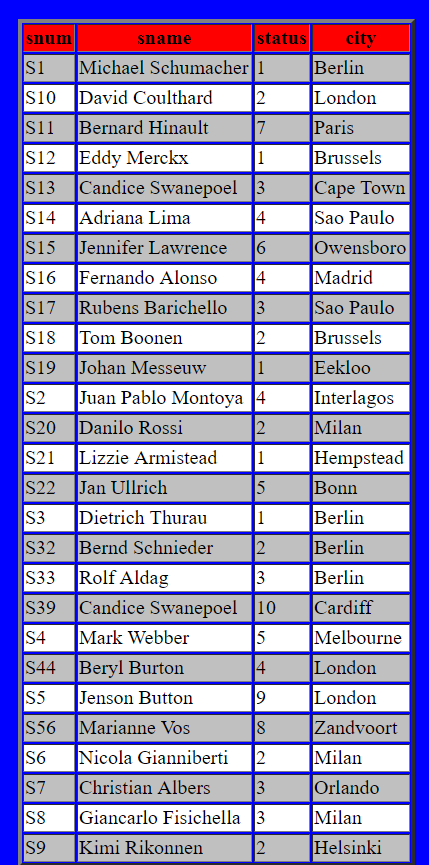 snum sname status city
S1 Michael Schumacher 1 Berlin
S10 David Coulthard 2 London
S11 Bernard Hinault 7 Paris
S12 Eddy Merckx 1 Brussels
S13 Candice Swanepoel 3 Cape Town
S14 Adriana Lima 4 Sao Paulo
S15 Jennifer Lawrence 6 Owensboro
S16 Fernando Alonso 4 Madrid
S17 Rubens Barichello 3 Sao Paulo
S18 Tom Boonen 2 Brussels
S19 Johan Messeuw 1 Eekloo
S2 Juan Pablo Montoya 4 Interlagos
S20 Danilo Rossi 2 Milan
S21 Lizzie Armistead 1 Hempstead
S22 Jan Ullrich 5 Bonn
S3 Dietrich Thurau 1 Berlin
S32 Bernd Schnieder 2 Berlin
S33 Rolf Aldag 3 Berlin
S39 Candice Swanepoel 10 Cardiff
S4 Mark Webber 5 Melbourne
S44 Beryl Burton 4 London
S5 Jenson Button 9 London
S56 Marianne Vos 8 Zandvoort
S6 Nicola Gianniberti 2 Milan
S7 Christian Albers 3 Orlando
S8 Giancarlo Fisichella 3 Milan
S9 Kimi Rikonnen 2 Helsinki